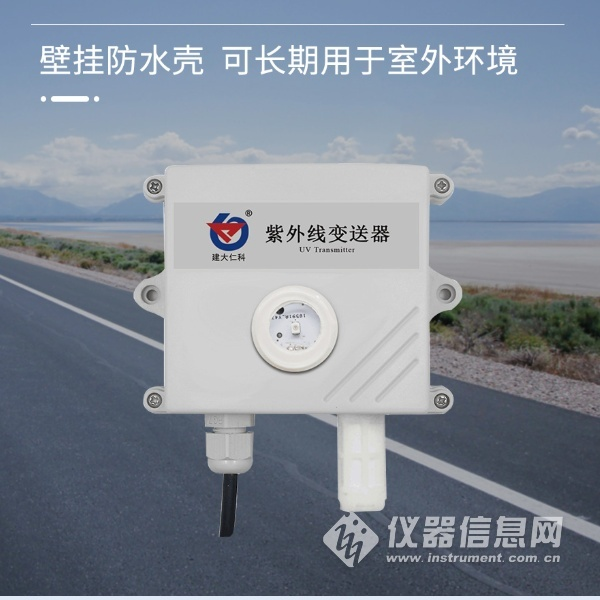 壁挂防水壳 可长期用于室外环境
建大仁科
®
紫外线变送器
UV Transmitter
仪器信息网
www.instrument.com.cn